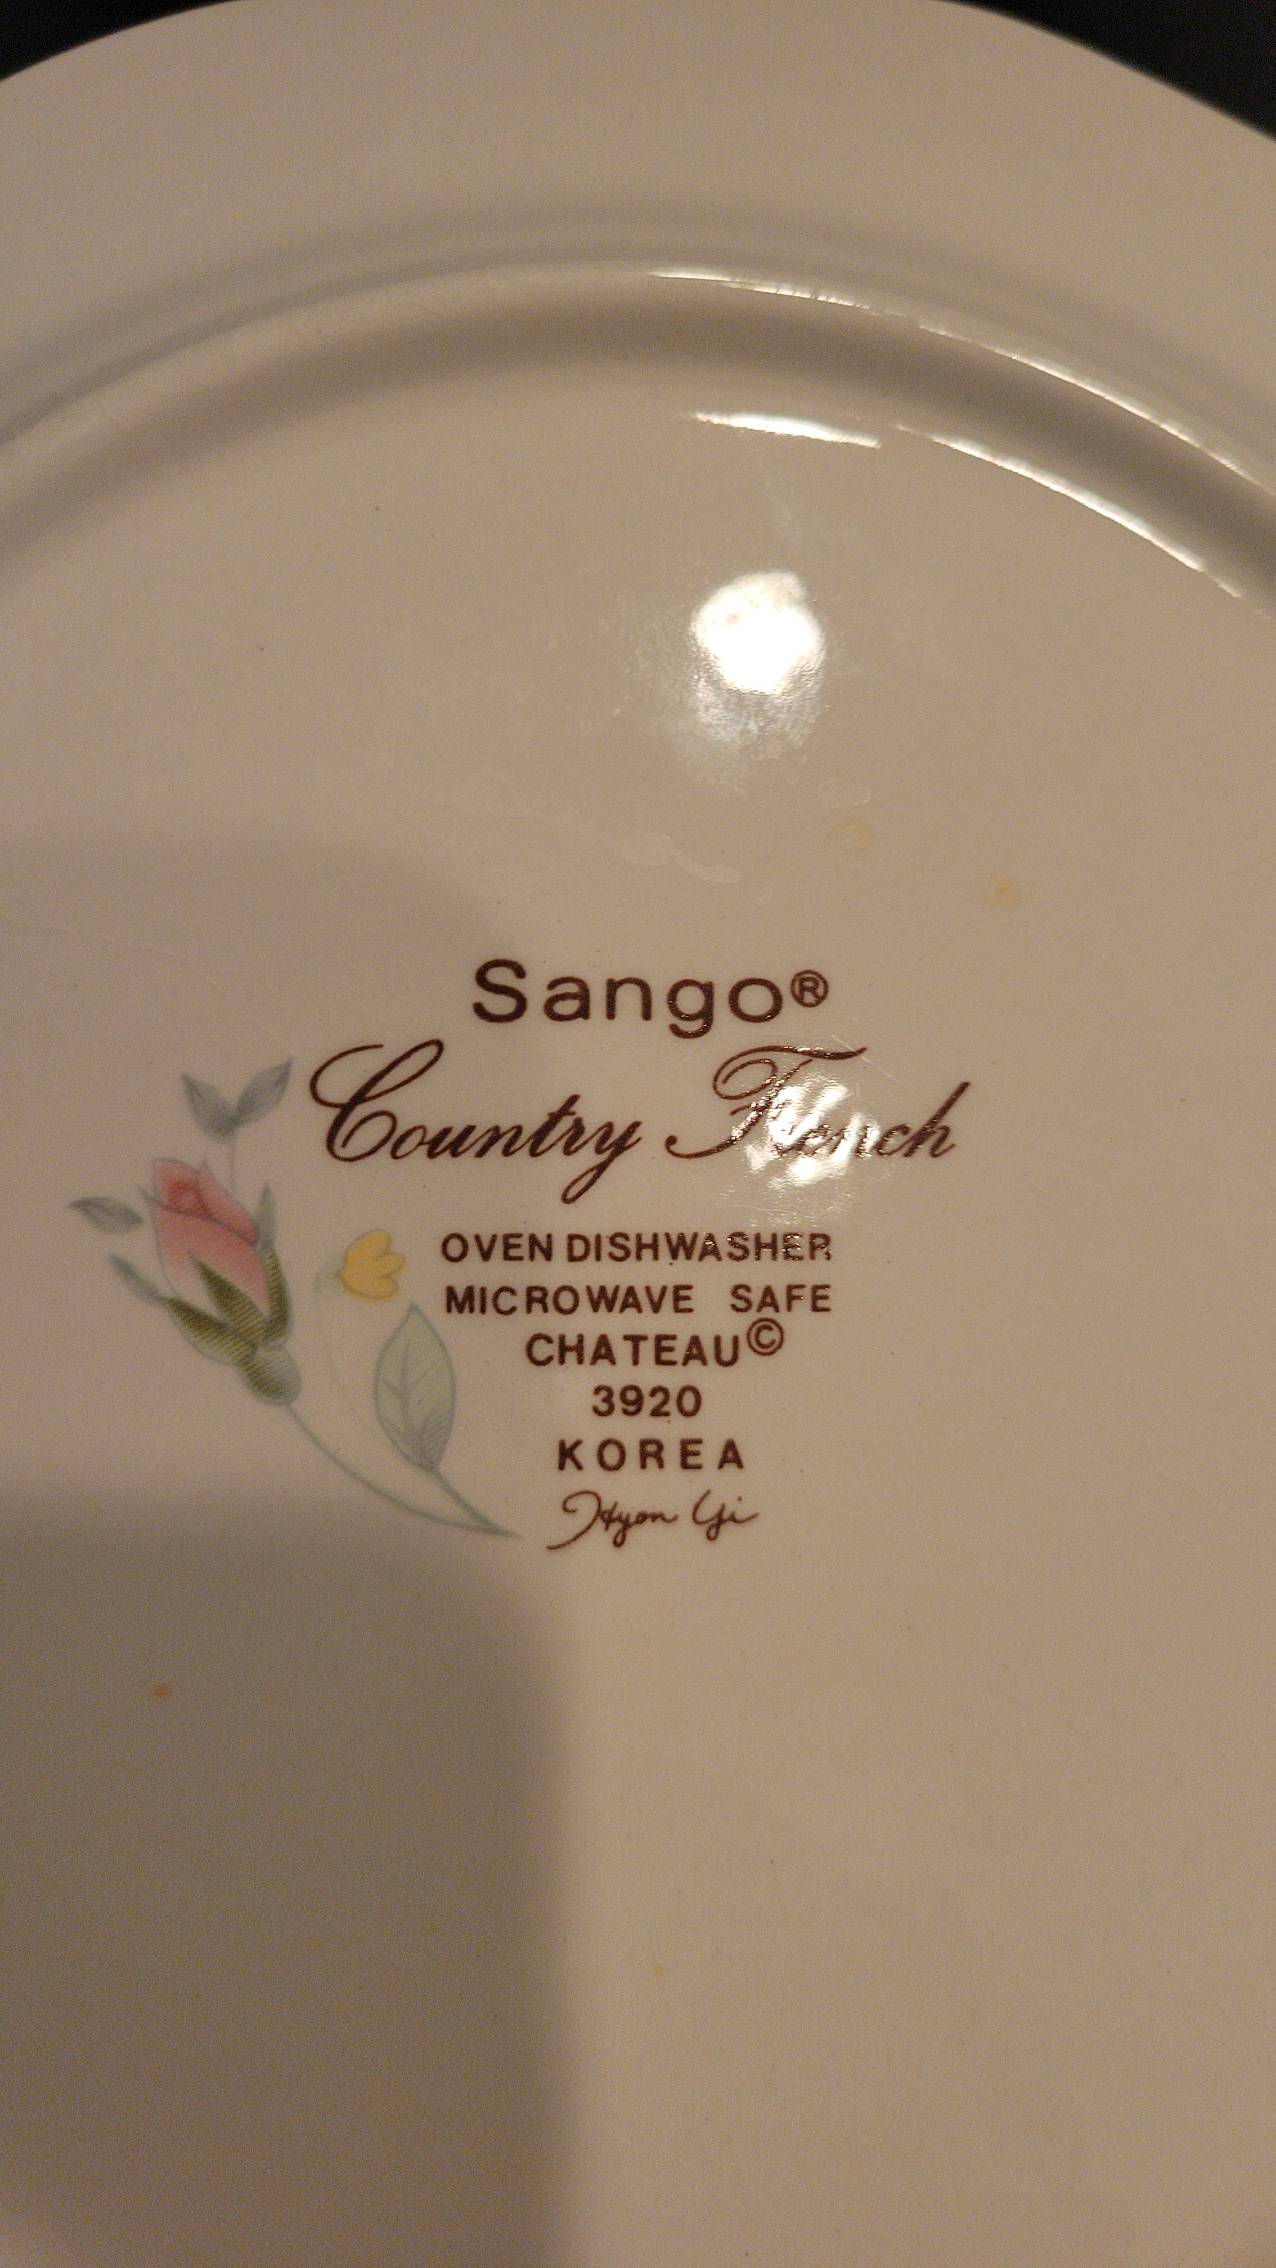 Sango®
Country French
OVEN DISHWASHER
MICROWAVE SAFE
CHATEAU©
3920
KOREA
Hyon Yi